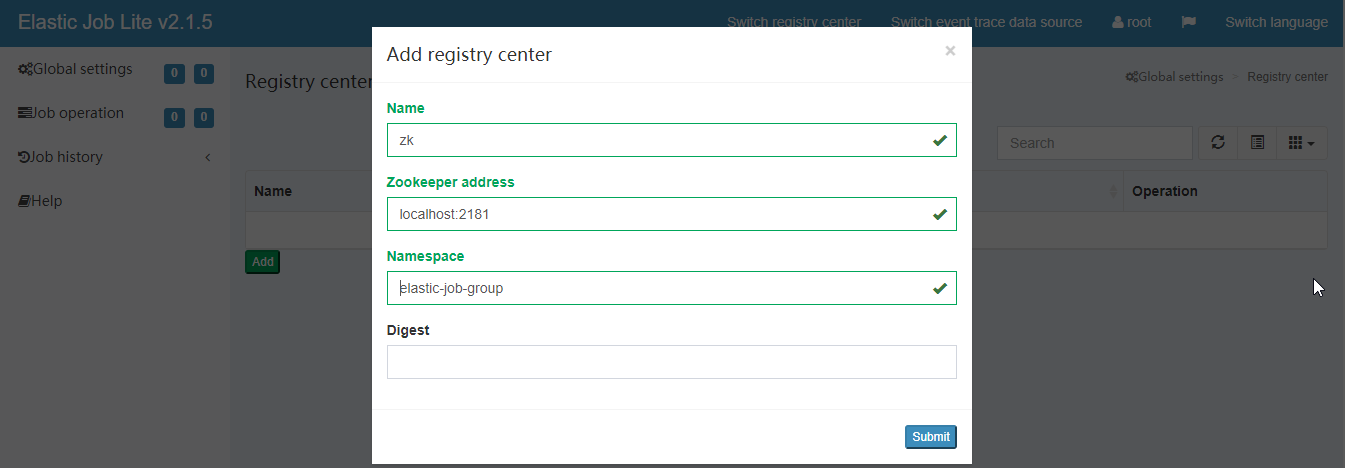 Elastic Job Lite v2.1.5
Switch registry center
Switch event trace data source
root
Switch language
Global settings 0 0
Job operation 0 0
Job history
Help
Registry center
Global settings > Registry center
Search
Name
Operation
Add
Add registry center
×
Name
zk
Zookeeper address
localhost:2181
Namespace
elastic-job-group
Digest
Submit